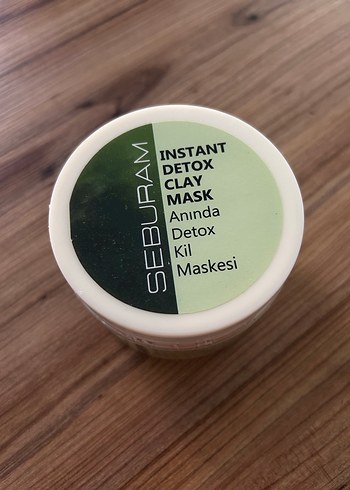 SEBURAM
INSTANT
DETOX
CLAY
MASK
Anında
Detox
Kil
Maskesi